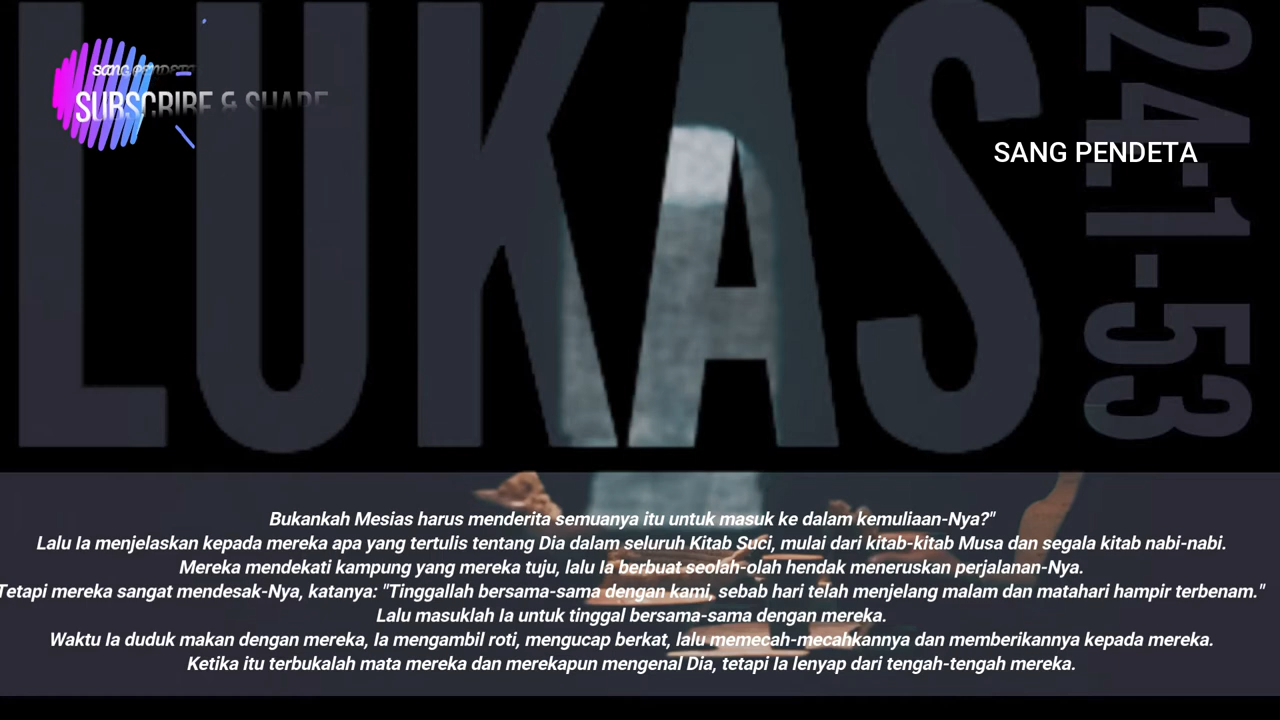 LUKAS
24:1-53
SANG PENDETA
SUBSCRIBE & SHARE
SANG PENDETA
Bukankah Mesias harus menderita semuanya itu untuk masuk ke dalam kemuliaan-Nya?"
Lalu Ia menjelaskan kepada mereka apa yang tertulis tentang Dia dalam seluruh Kitab Suci, mulai dari kitab-kitab Musa dan segala kitab nabi-nabi.
Mereka mendekati kampung yang mereka tuju, lalu Ia berbuat seolah-olah hendak meneruskan perjalanan-Nya.
Tetapi mereka sangat mendesak-Nya, katanya: "Tinggallah bersama-sama dengan kami, sebab hari telah menjelang malam dan matahari hampir terbenam."
Lalu masuklah Ia untuk tinggal bersama-sama dengan mereka.
Waktu Ia duduk makan dengan mereka, Ia mengambil roti, mengucap berkat, lalu memecah-mecahkannya dan memberikannya kepada mereka.
Ketika itu terbukalah mata mereka dan merekapun mengenal Dia, tetapi Ia lenyap dari tengah-tengah mereka.